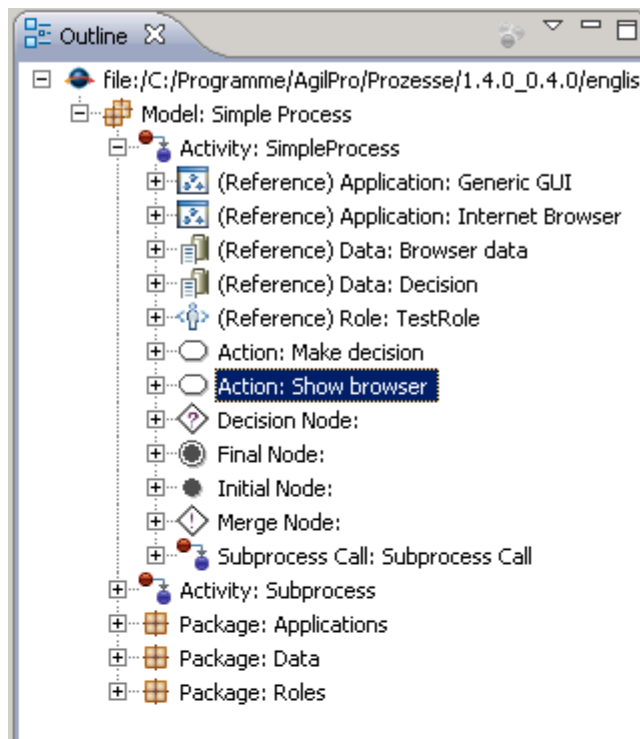 Outline
file:/C:/Programme/AgilPro/Prozesse/1.4.0_0.4.0/englis
Model: Simple Process
Activity: SimpleProcess
(Reference) Application: Generic GUI
(Reference) Application: Internet Browser
(Reference) Data: Browser data
(Reference) Data: Decision
(Reference) Role: TestRole
Action: Make decision
Action: Show browser
Decision Node:
Final Node:
Initial Node:
Merge Node:
Subprocess Call: Subprocess Call
Activity: Subprocess
Package: Applications
Package: Data
Package: Roles